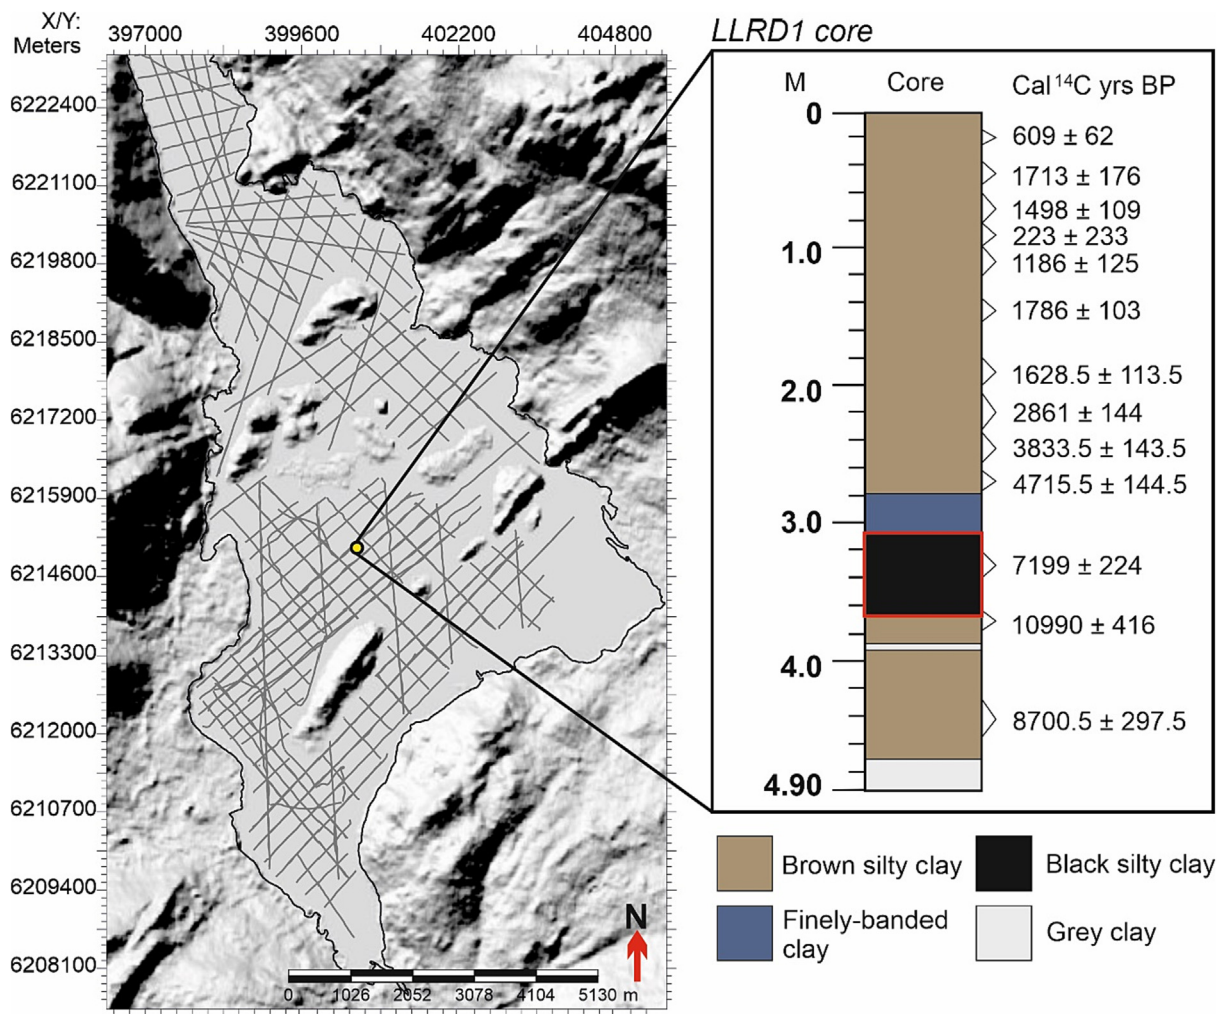 X/Y:
Meters
397000 399600 402200 404800
6222400
6221100
6219800
6218500
6217200
6215900
6214600
6213300
6212000
6210700
6209400
6208100
N
0 1026 2052 3078 4104 5130 m
LLRD1 core
M Core Cal ¹⁴C yrs BP
0
1.0
2.0
3.0
4.0
4.90
609 ± 62
1713 ± 176
1498 ± 109
223 ± 233
1186 ± 125
1786 ± 103
1628.5 ± 113.5
2861 ± 144
3833.5 ± 143.5
4715.5 ± 144.5
7199 ± 224
10990 ± 416
8700.5 ± 297.5
Brown silty clay
Black silty clay
Finely-banded
clay
Grey clay